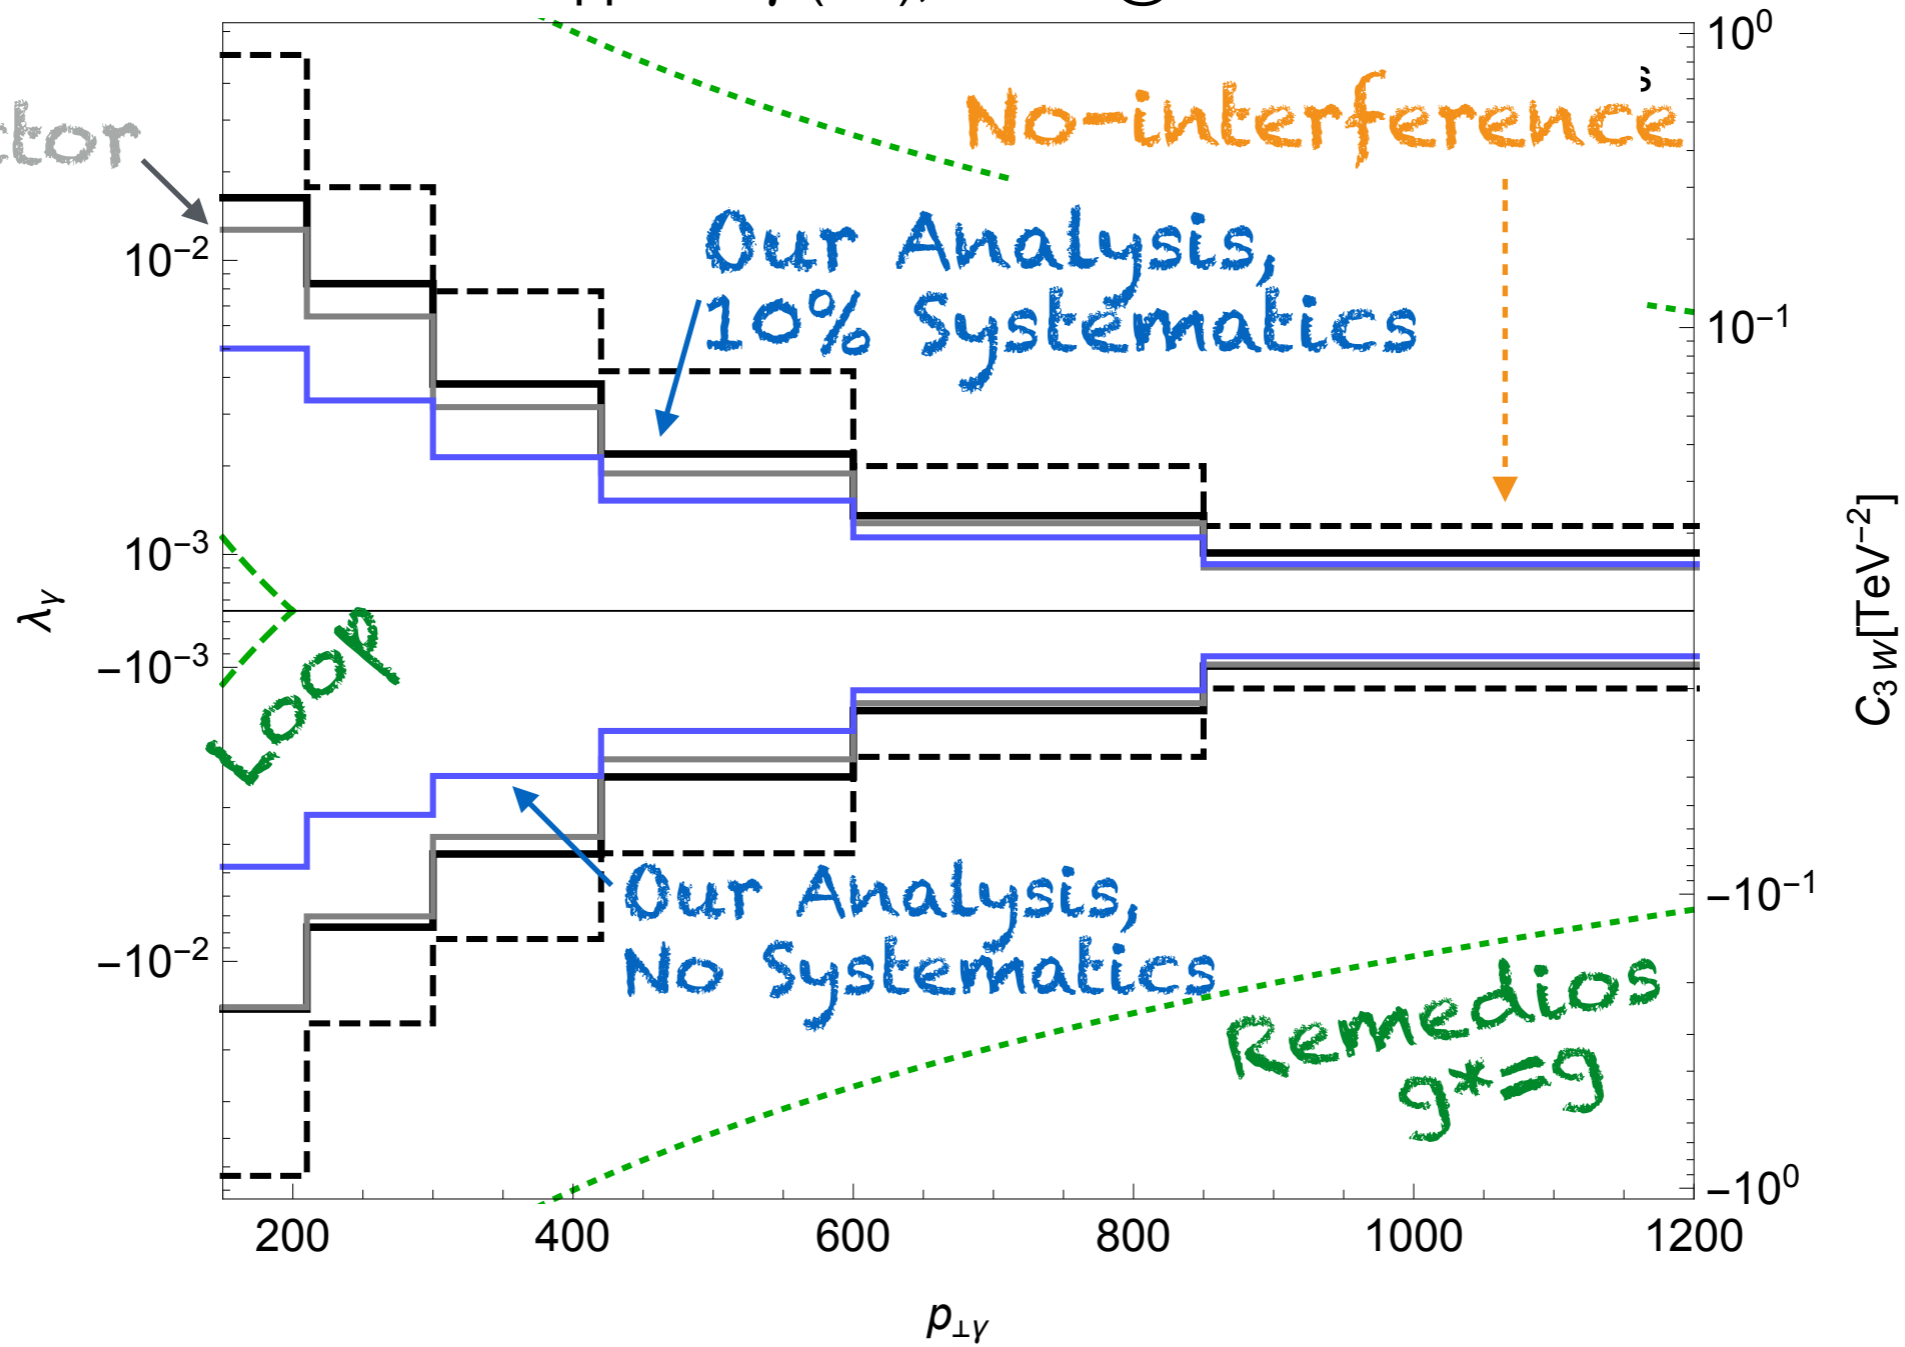 10⁰
No-interference
Our Analysis,
10% Systematics
10⁻²
10⁻¹
10⁻³
λγ
C₃w[TeV⁻²]
Loop
−10⁻³
Our Analysis,
No Systematics
−10⁻¹
−10⁻²
Remedios
g*=g
−10⁰
200 400 600 800 1000 1200
p⊥γ